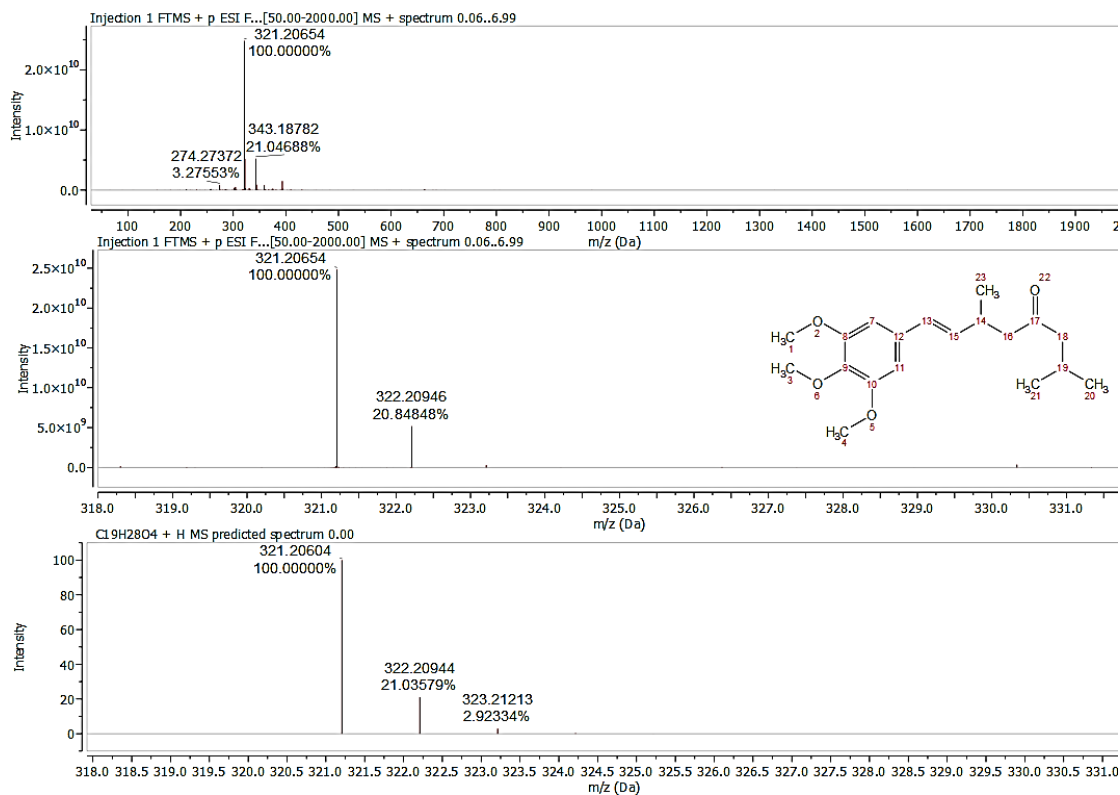 Injection 1 FTMS + p ESI F...[50.00-2000.00] MS + spectrum 0.06..6.99
321.20654
100.00000%
2.0×10¹⁰
Intensity
1.0×10¹⁰
343.18782
21.04688%
274.27372
3.27553%
0.0
100 200 300 400 500 600 700 800 900 1000 1100 1200 1300 1400 1500 1600 1700 1800 1900 20
m/z (Da)
Injection 1 FTMS + p ESI F...[50.00-2000.00] MS + spectrum 0.06..6.99
321.20654
100.00000%
2.5×10¹⁰
2.0×10¹⁰
Intensity
1.5×10¹⁰
1.0×10¹⁰
322.20946
20.84848%
5.0×10⁹
0.0
23 CH₃ O 22
O 2 7 13 14 17
H₃C 1 8 12 15 16 18
H₃C 3 9 11 19
O 6 10 H₃C 21 CH₃ 20
O 5
H₃C 4
318.0 319.0 320.0 321.0 322.0 323.0 324.0 325.0 326.0 327.0 328.0 329.0 330.0 331.0
m/z (Da)
C19H28O4 + H MS predicted spectrum 0.00
321.20604
100.00000%
100
80
Intensity
60
40
322.20944
21.03579%
20
323.21213
2.92334%
0
318.0 318.5 319.0 319.5 320.0 320.5 321.0 321.5 322.0 322.5 323.0 323.5 324.0 324.5 325.0 325.5 326.0 326.5 327.0 327.5 328.0 328.5 329.0 329.5 330.0 330.5 331.0
m/z (Da)